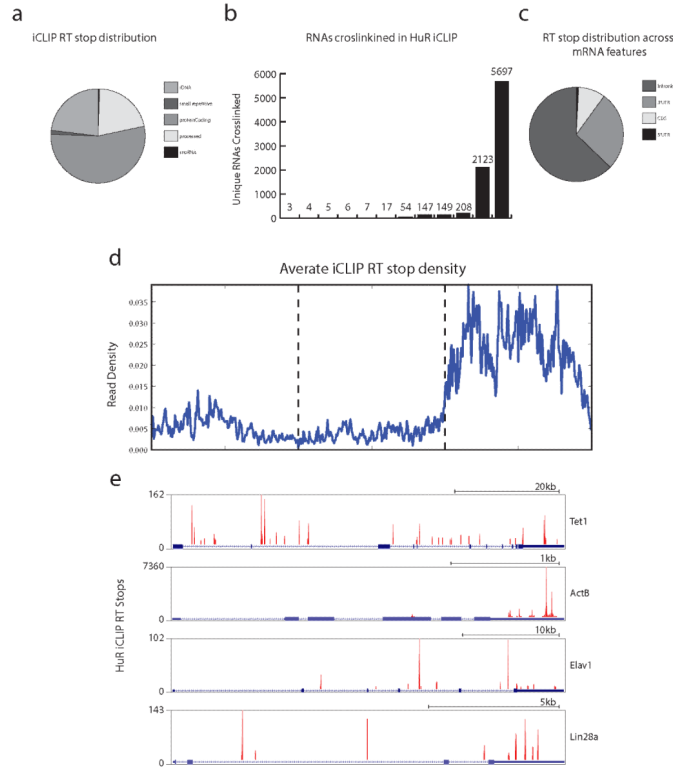 a
iCLIP RT stop distribution
rDNA
small repetitive
proteinCoding
processed
snoRNA
b
RNAs croslinkined in HuR iCLIP
Unique RNAs Crosslinked
6000
5000
4000
3000
2000
1000
0
3 4 5 6 7 17 54 147 149 208 2123 5697
c
RT stop distribution across
mRNA features
CDS
d
Averate iCLIP RT stop density
Read Density
0.035
0.030
0.025
0.020
0.015
0.010
0.005
0.000
e
HuR iCLIP RT Stops
162
0
20kb
Tet1
7360
0
1kb
ActB
102
0
10kb
Elav1
143
0
5kb
Lin28a